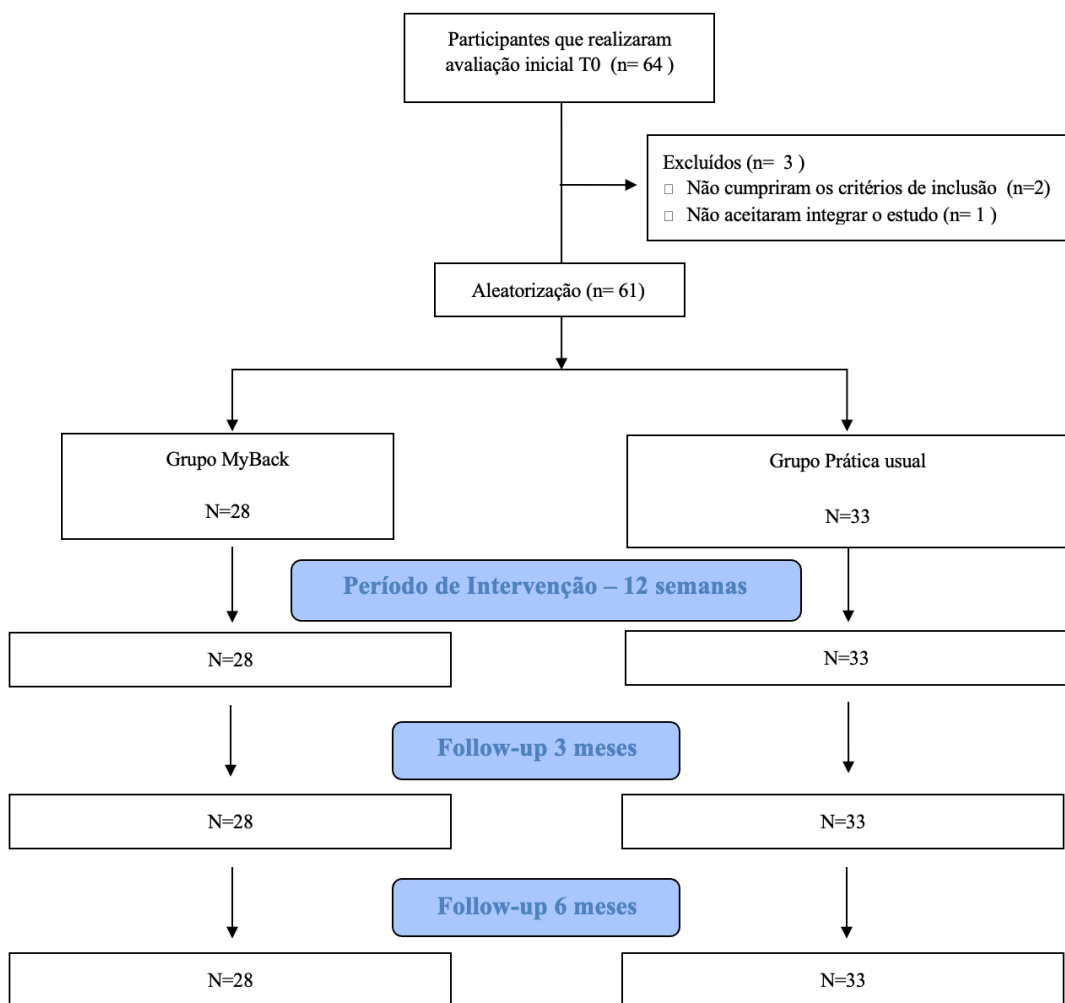 Participantes que realizaram
avaliação inicial T0 (n= 64 )
Excluídos (n= 3 )
□ Não cumpriram os critérios de inclusão (n=2)
□ Não aceitaram integrar o estudo (n= 1 )
Aleatorização (n= 61)
Grupo MyBack
N=28
Grupo Prática usual
N=33
Período de Intervenção – 12 semanas
N=28
N=33
Follow-up 3 meses
N=28
N=33
Follow-up 6 meses
N=28
N=33